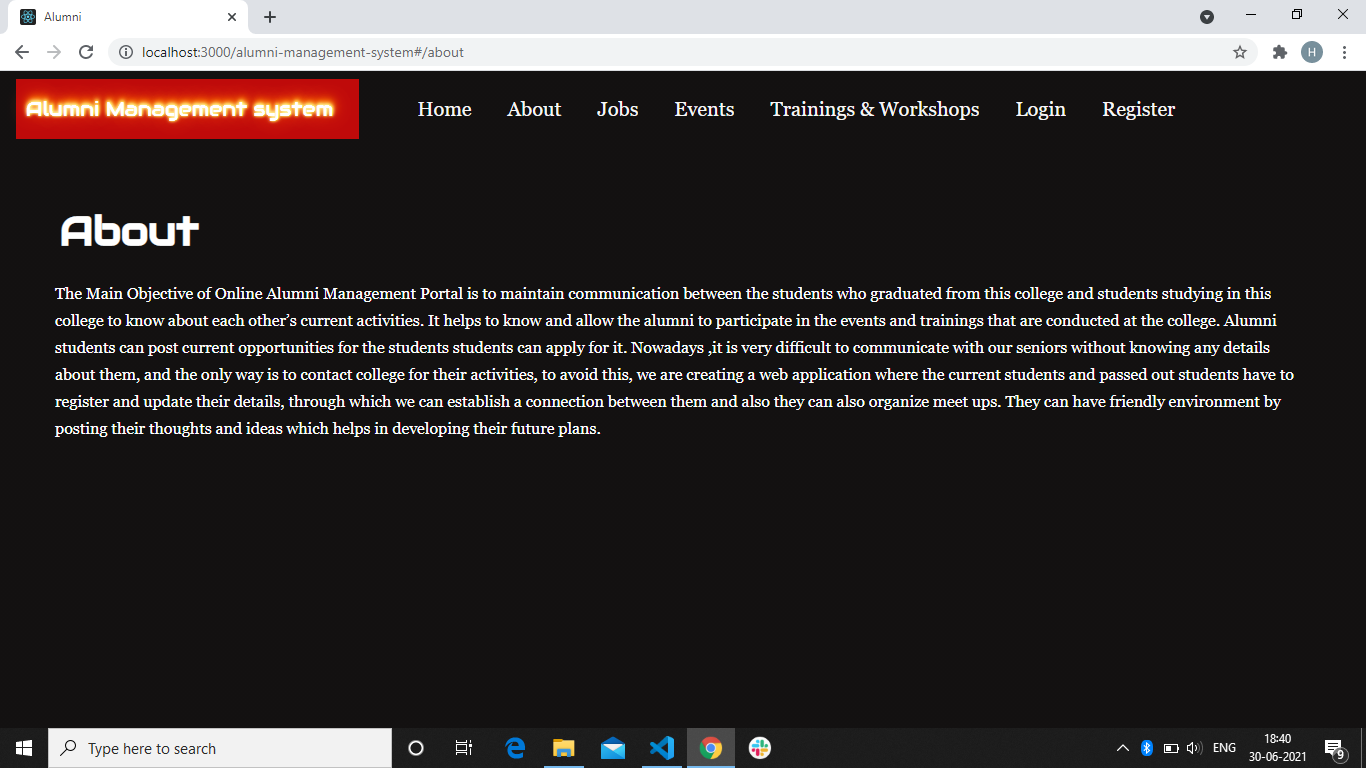 Alumni
localhost:3000/alumni-management-system#/about
H
Alumni Management system
Home About Jobs Events Trainings & Workshops Login Register
About
The Main Objective of Online Alumni Management Portal is to maintain communication between the students who graduated from this college and students studying in this
college to know about each other’s current activities. It helps to know and allow the alumni to participate in the events and trainings that are conducted at the college. Alumni
students can post current opportunities for the students students can apply for it. Nowadays ,it is very difficult to communicate with our seniors without knowing any details
about them, and the only way is to contact college for their activities, to avoid this, we are creating a web application where the current students and passed out students have to
register and update their details, through which we can establish a connection between them and also they can also organize meet ups. They can have friendly environment by
posting their thoughts and ideas which helps in developing their future plans.
Type here to search
ENG
18:40
30-06-2021
9